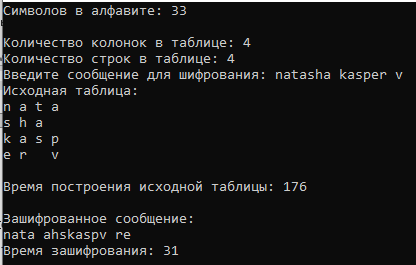 Символов в алфавите: 33
Количество колонок в таблице: 4
Количество строк в таблице: 4
Введите сообщение для шифрования: natasha kasper v
Исходная таблица:
n a t a
s h a
k a s p
e r   v
Время построения исходной таблицы: 176
Зашифрованное сообщение:
nata ahskaspv re
Время зашифрования: 31